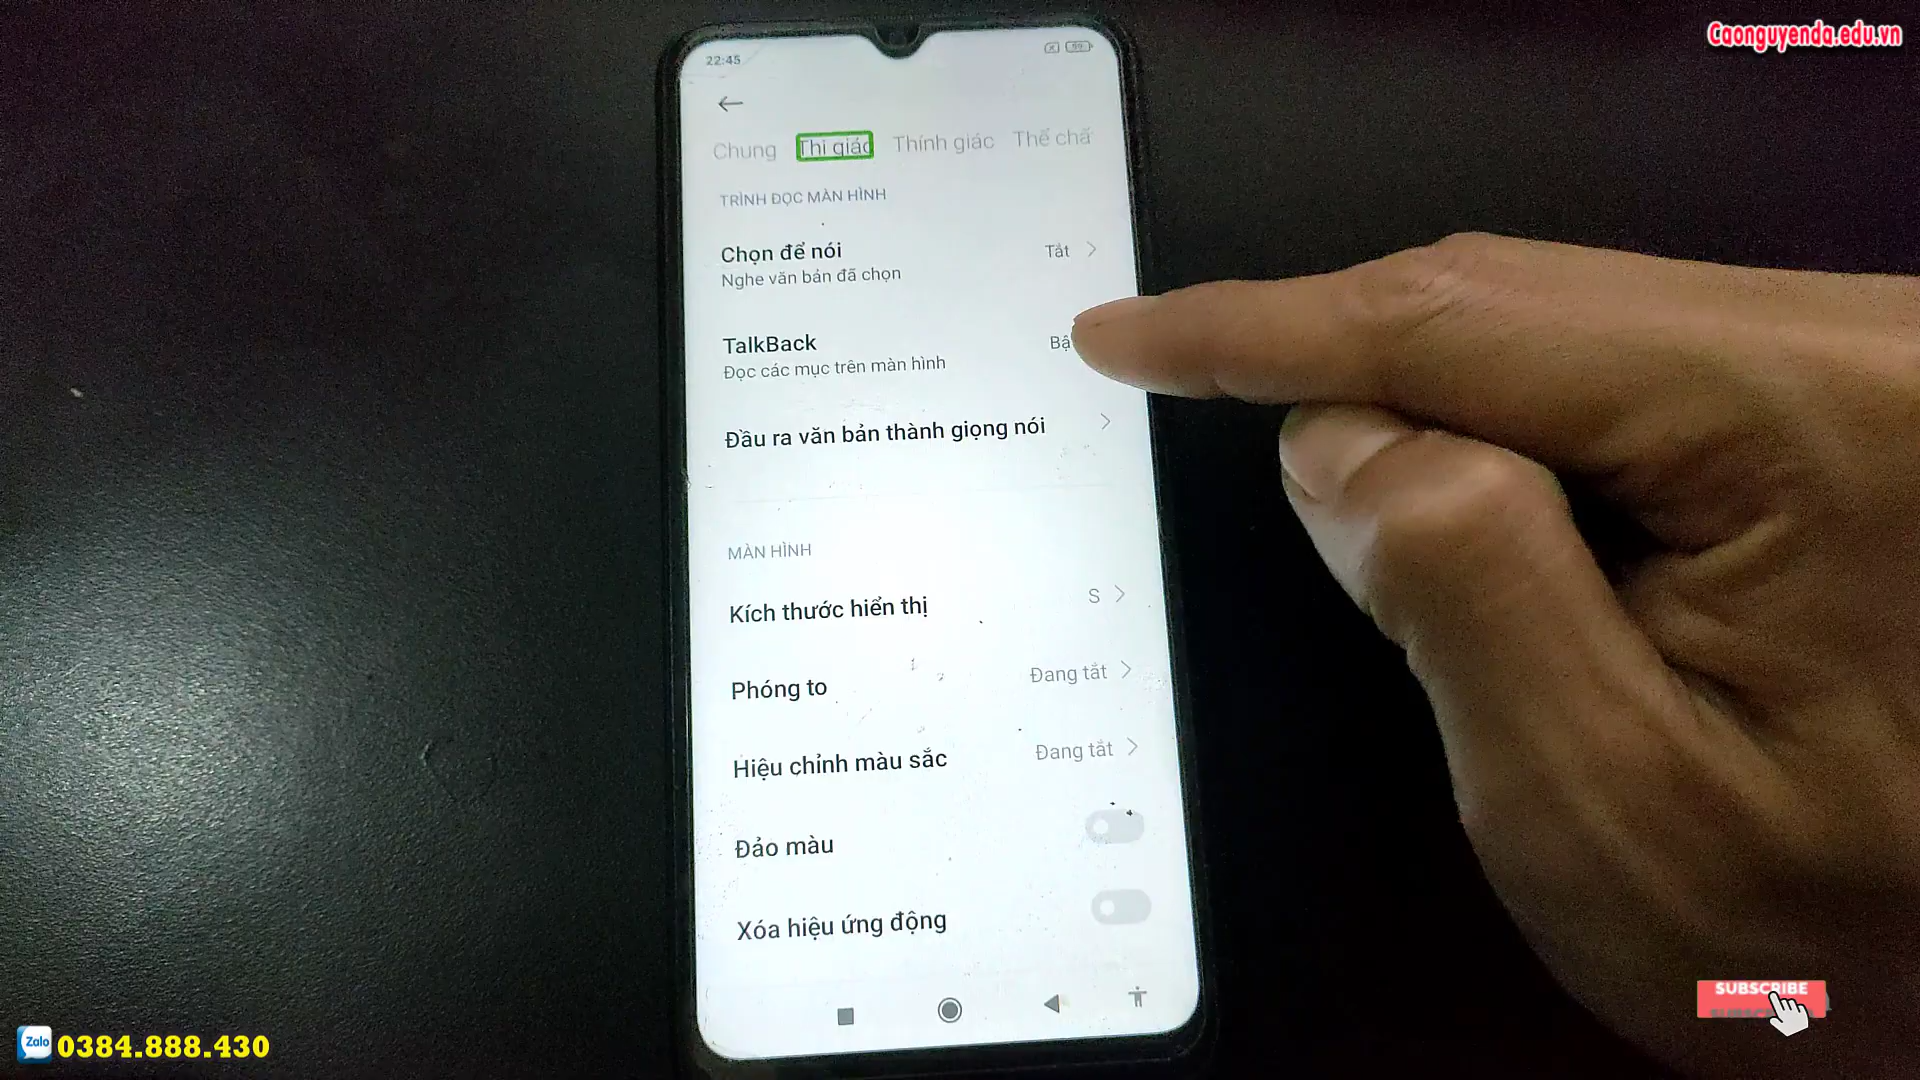 Caonguyenda.edu.vn
22:45
59
Chung Thị giác Thính giác Thể chấ
TRÌNH ĐỌC MÀN HÌNH
Chọn để nói Tắt
Nghe văn bản đã chọn
TalkBack Bậ
Đọc các mục trên màn hình
Đầu ra văn bản thành giọng nói
MÀN HÌNH
Kích thước hiển thị S
Phóng to Đang tắt
Hiệu chỉnh màu sắc Đang tắt
Đảo màu
Xóa hiệu ứng động
SUBSCRIBE
Zalo 0384.888.430